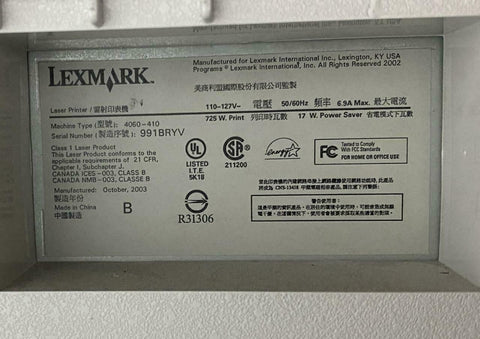 LEXMARK
Manufactured for Lexmark International Inc., Lexington, KY USA
Programs © Lexmark International, Inc. All Rights Reserved 2002
美商利盟國際股份有限公司監製
Laser Printer / 雷射印表機
110-127V~ 電壓 50/60Hz 頻率 6.9A Max. 最大電流
725 W. Print 列印時瓦數 17 W. Power Saver 省電模式下瓦數
Machine Type (型號): 4060-410
Serial Number (製造序號): 991BRYV
Class 1 Laser Product
This Product conforms to the
applicable requirements of 21 CFR,
Chapter I, Subchapter J.
CANADA ICES-003, CLASS B
CANADA NMB-003, CLASSE B
Manufactured: October, 2003
製造年份
Made in China
中國製造
B
UL
LISTED
I.T.E.
5K18
SA
211200
energy
FC
Tested To Comply
With FCC Standards
FOR HOME OR OFFICE USE
R31306
警告使用者: